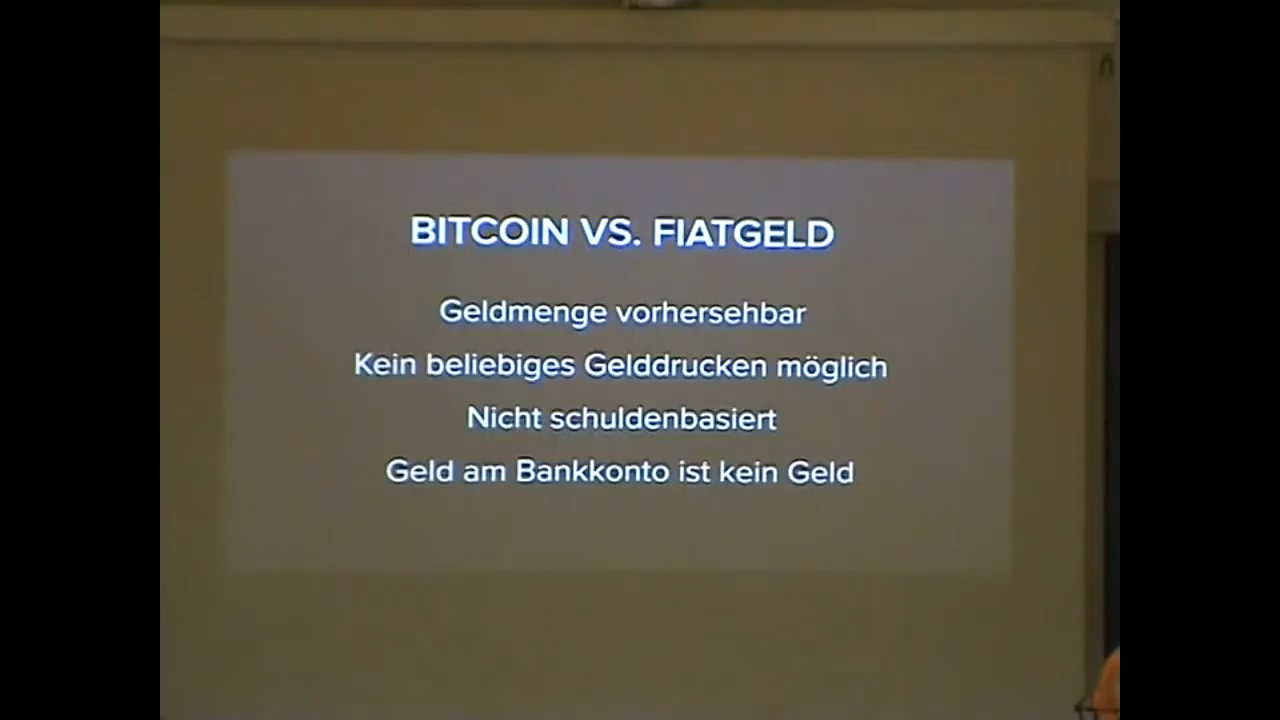 BITCOIN VS. FIATGELD
Geldmenge vorhersehbar
Kein beliebiges Gelddrucken möglich
Nicht schuldenbasiert
Geld am Bankkonto ist kein Geld